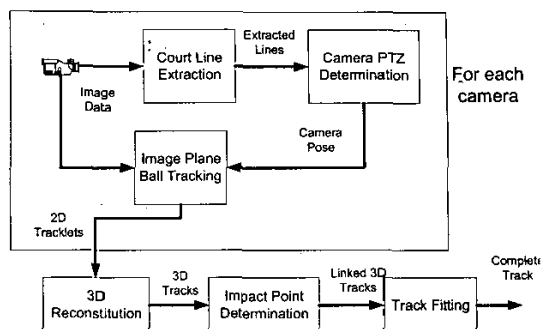 Court Line
Extraction
Extracted
Lines
Camera PTZ
Determination
For each
camera
Image
Data
Camera
Pose
Image Plane
Ball Tracking
2D
Tracklets
3D
Reconstitution
3D
Tracks
Impact Point
Determination
Linked 3D
Tracks
Track Fitting
Complete
Track